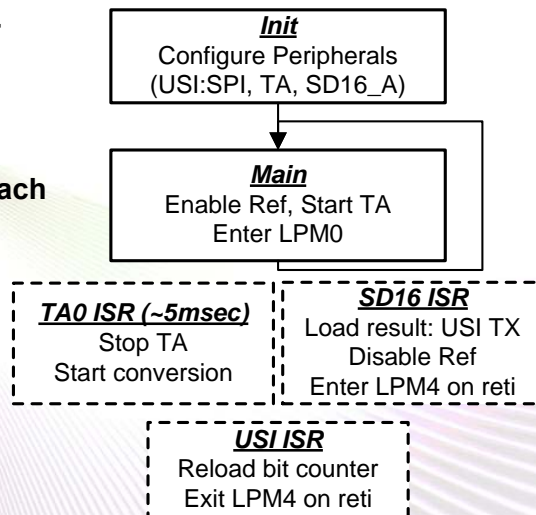 Init
Configure Peripherals
(USI:SPI, TA, SD16_A)
ach
Main
Enable Ref, Start TA
Enter LPM0
TA0 ISR (~5msec)
Stop TA
Start conversion
SD16 ISR
Load result: USI TX
Disable Ref
Enter LPM4 on reti
USI ISR
Reload bit counter
Exit LPM4 on reti